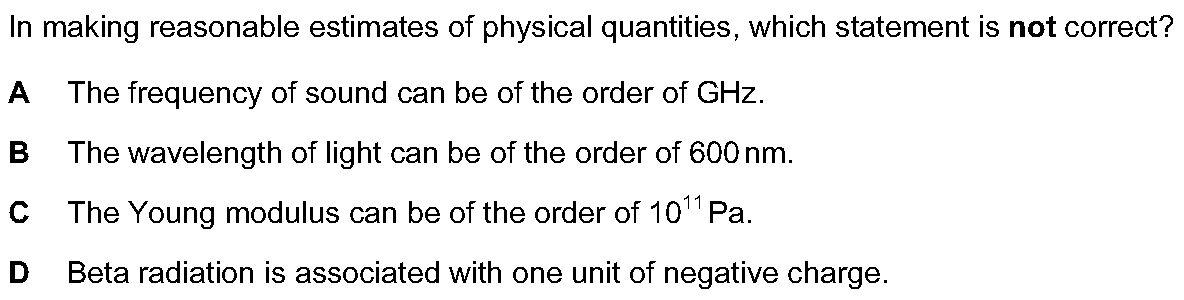 In making reasonable estimates of physical quantities, which statement is not correct?
A The frequency of sound can be of the order of GHz.
B The wavelength of light can be of the order of 600 nm.
C The Young modulus can be of the order of 10¹¹ Pa.
D Beta radiation is associated with one unit of negative charge.